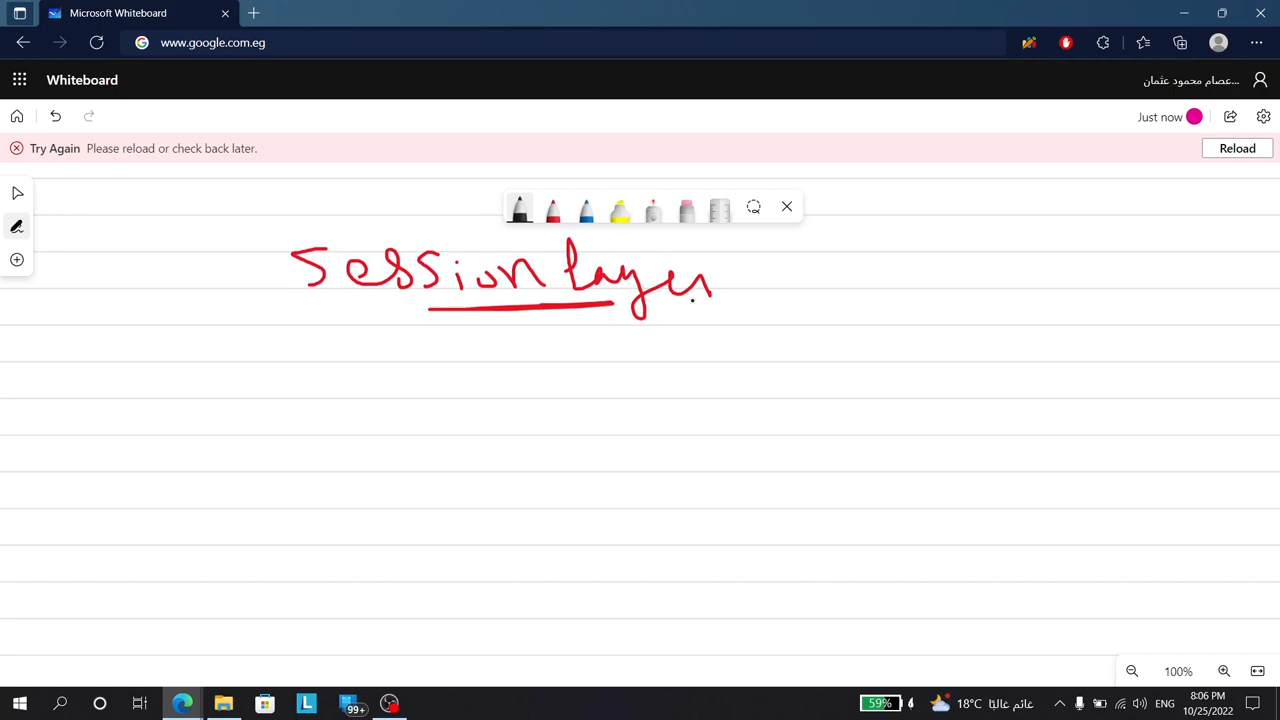 Microsoft Whiteboard
www.google.com.eg
Whiteboard
عصام محمود عثمان...
Just now
Try Again Please reload or check back later.
Reload
Session layer
100%
L
99+
59%
18°C غائم غالبًا
ENG
8:06 PM
10/25/2022